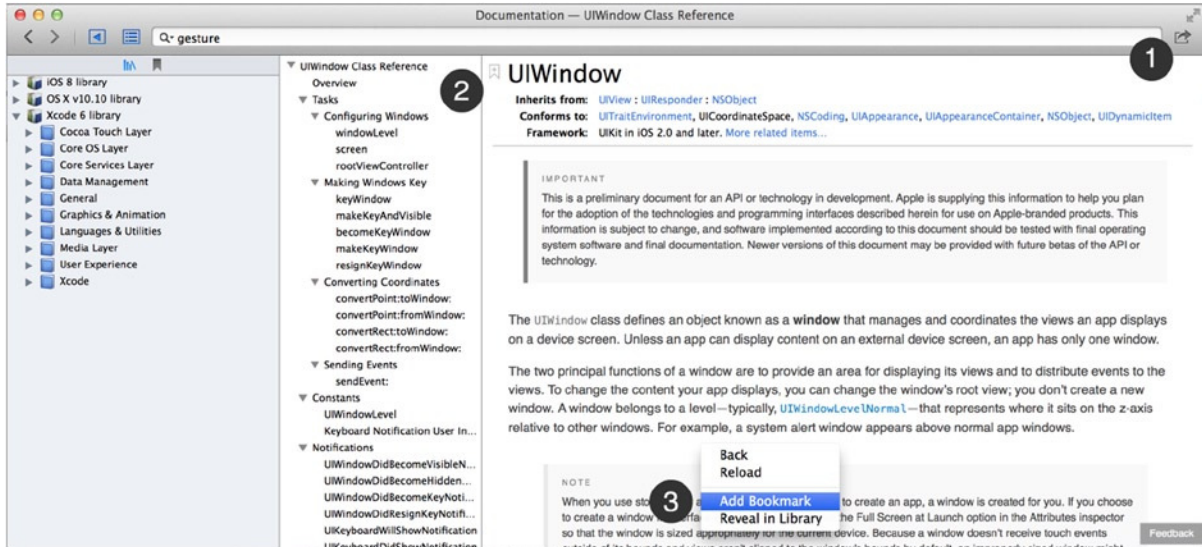 Documentation — UIWindow Class Reference
gesture
1
iOS 8 library
OS X v10.10 library
Xcode 6 library
Cocoa Touch Layer
Core OS Layer
Core Services Layer
Data Management
General
Graphics & Animation
Languages & Utilities
Media Layer
User Experience
Xcode
UIWindow Class Reference
2
Overview
Tasks
Configuring Windows
windowLevel
screen
rootViewController
Making Windows Key
keyWindow
makeKeyAndVisible
becomeKeyWindow
makeKeyWindow
resignKeyWindow
Converting Coordinates
convertPoint:toWindow:
convertPoint:fromWindow:
convertRect:toWindow:
convertRect:fromWindow:
Sending Events
sendEvent:
Constants
UIWindowLevel
Keyboard Notification User In...
Notifications
UIWindowDidBecomeVisibleN...
UIWindowDidBecomeHidden...
UIWindowDidBecomeKeyNoti...
UIWindowDidResignKeyNotifi...
UIKeyboardWillShowNotification
UIKeyboardDidShowNotification
UIWindow
Inherits from: UIView : UIResponder : NSObject
Conforms to: UITraitEnvironment, UICoordinateSpace, NSCoding, UIAppearance, UIAppearanceContainer, NSObject, UIDynamicItem
Framework: UIKit in iOS 2.0 and later. More related items...
IMPORTANT
This is a preliminary document for an API or technology in development. Apple is supplying this information to help you plan
for the adoption of the technologies and programming interfaces described herein for use on Apple-branded products. This
information is subject to change, and software implemented according to this document should be tested with final operating
system software and final documentation. Newer versions of this document may be provided with future betas of the API or
technology.
The UIWindow class defines an object known as a window that manages and coordinates the views an app displays
on a device screen. Unless an app can display content on an external device screen, an app has only one window.
The two principal functions of a window are to provide an area for displaying its views and to distribute events to the
views. To change the content your app displays, you can change the window's root view; you don't create a new
window. A window belongs to a level—typically, UIWindowLevelNormal—that represents where it sits on the z-axis
relative to other windows. For example, a system alert window appears above normal app windows.
Back
Reload
Add Bookmark
Reveal in Library
3
NOTE
When you use to create an app, a window is created for you. If you choose
to create a window the Full Screen at Launch option in the Attributes inspector
so that the window is sized appropriately for the current device. Because a window doesn't receive touch events
Feedback